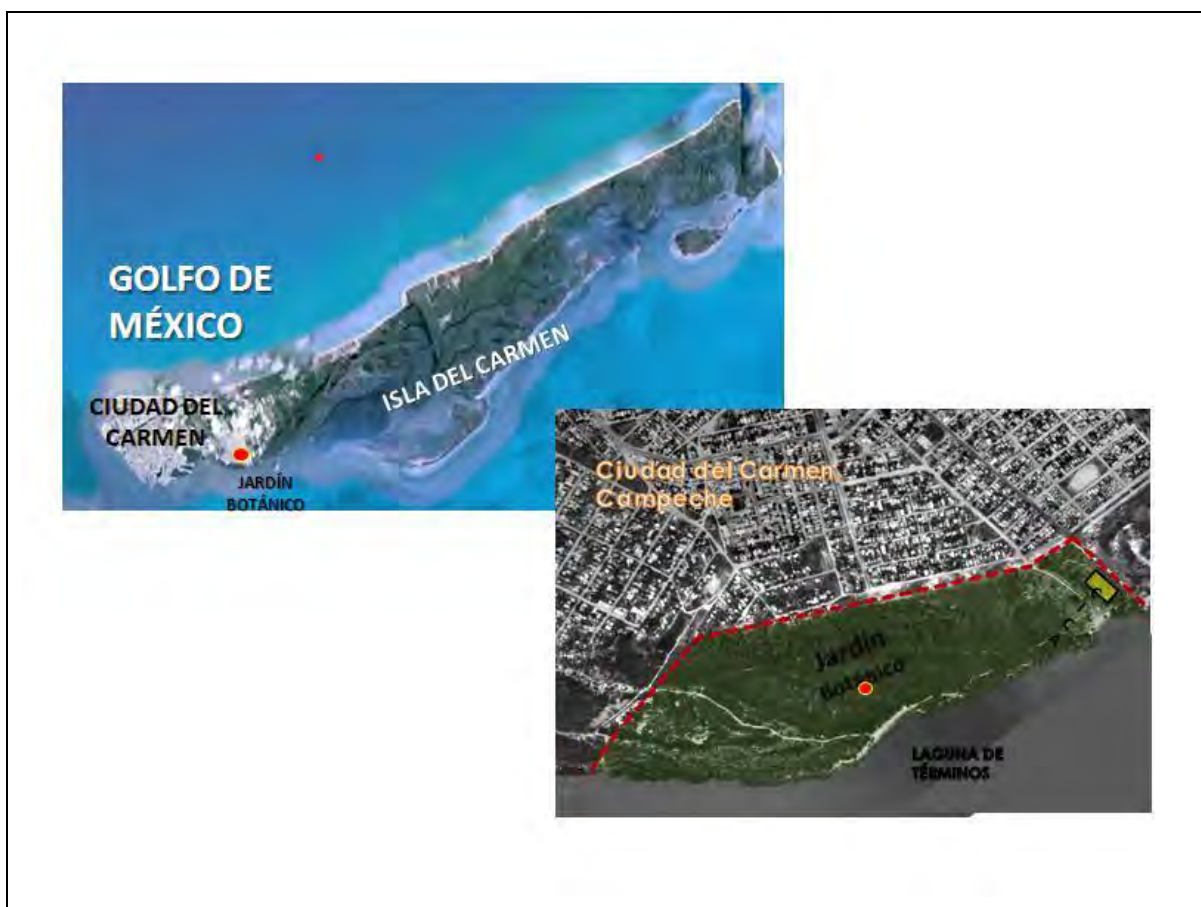 GOLFO DE
MÉXICO
CIUDAD DEL
CARMEN
ISLA DEL CARMEN
JARDÍN
BOTÁNICO
Ciudad del Carmen,
Campeche
Jardín
Botánico
LAGUNA DE
TÉRMINOS